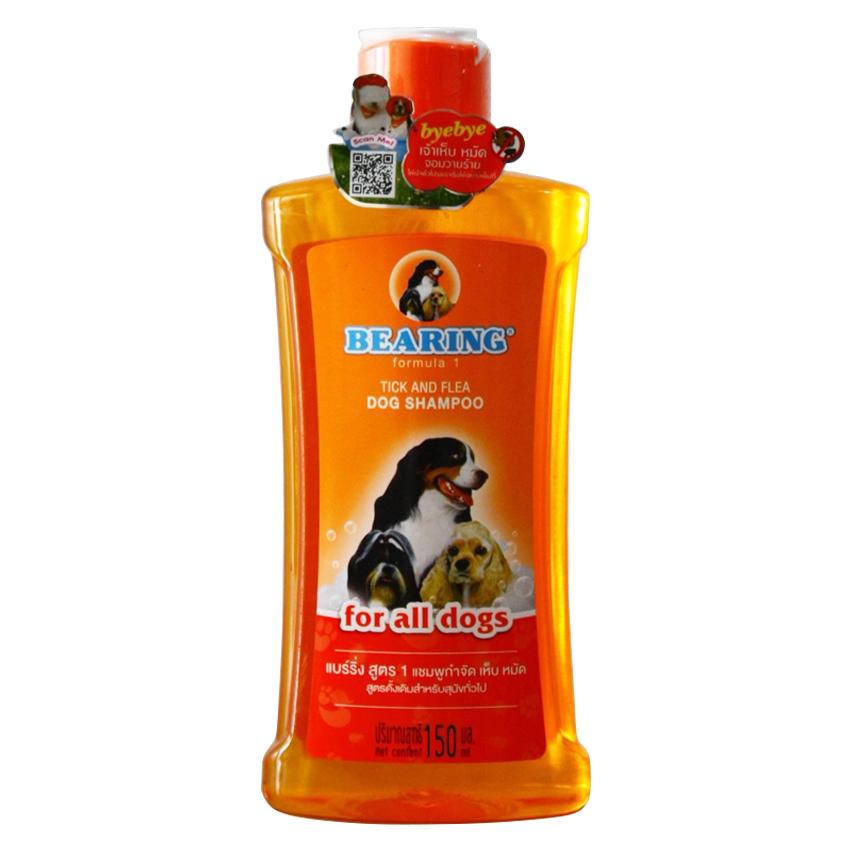 Scan Me!
byebye
เจ้าเห็บ หมัด
จอมวายร้าย
BEARING®
formula 1
TICK AND FLEA
DOG SHAMPOO
for all dogs
แบร์ริ่ง สูตร 1 แชมพูกำจัด เห็บ หมัด
สูตรดั้งเดิมสำหรับสุนัขทั่วไป
ปริมาณสุทธิ 150 มล.
Net content ml